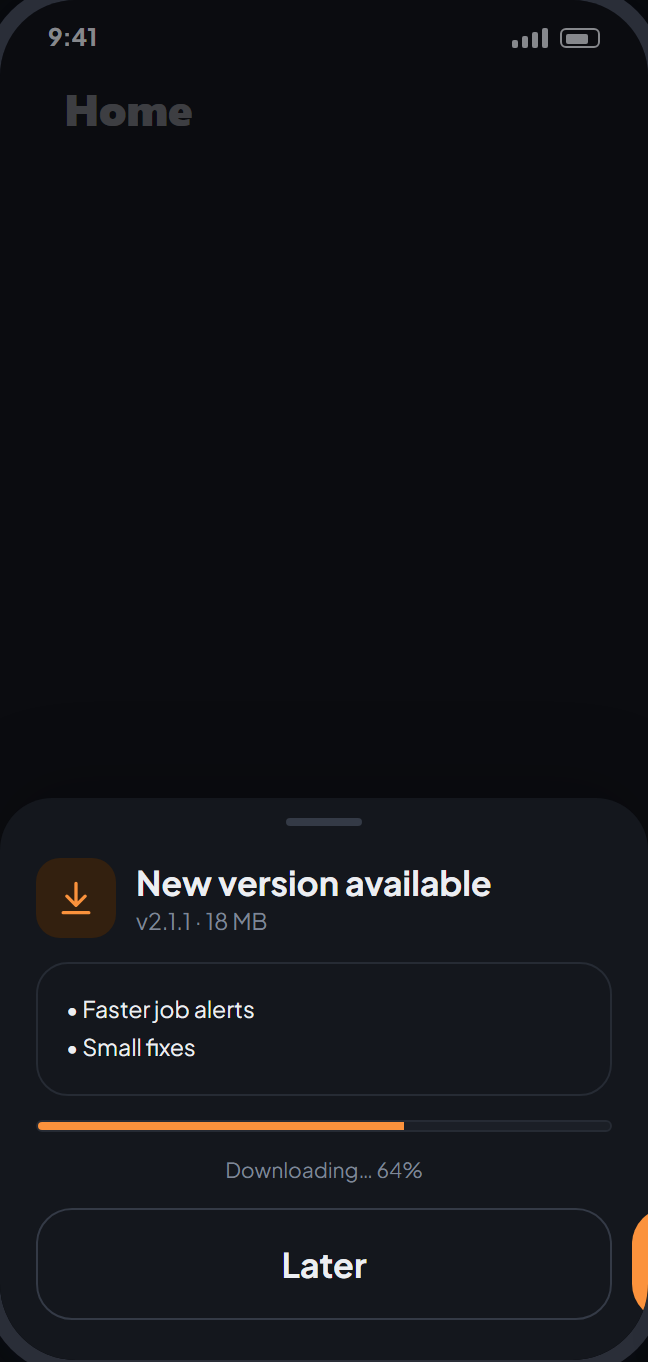 9:41
Home
New version available
v2.1.1 · 18 MB
• Faster job alerts
• Small fixes
Downloading… 64%
Later